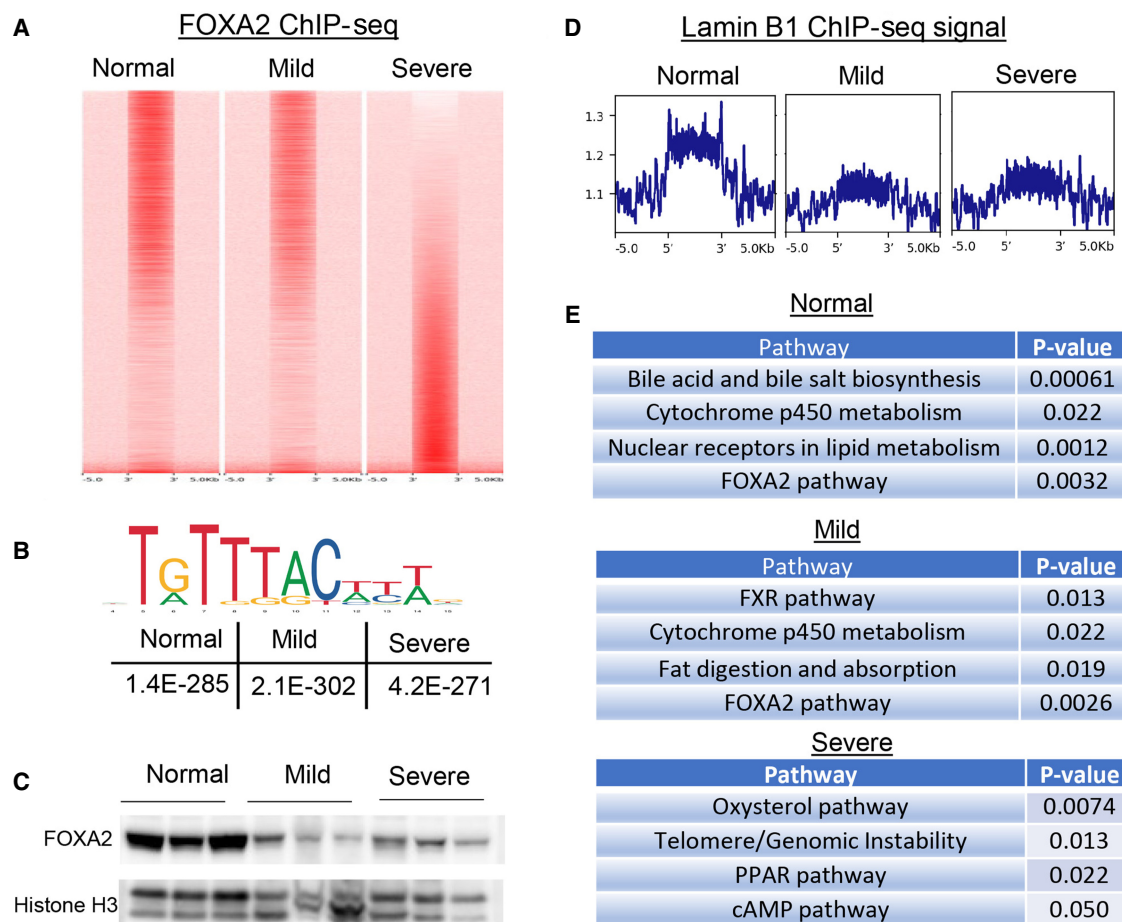 A
FOXA2 ChIP-seq
Normal Mild Severe
-5.0 3' 3' 5.0Kb -5.0 3' 3' 5.0Kb -5.0 3' 3' 5.0Kb
B
TGTTTACTTT
Normal Mild Severe
1.4E-285 2.1E-302 4.2E-271
C
Normal Mild Severe
FOXA2
Histone H3
D
Lamin B1 ChIP-seq signal
Normal Mild Severe
1.3
1.2
1.1
-5.0 5' 3' 5.0Kb -5.0 5' 3' 5.0Kb -5.0 5' 3' 5.0Kb
E
Normal
Pathway P-value
Bile acid and bile salt biosynthesis 0.00061
Cytochrome p450 metabolism 0.022
Nuclear receptors in lipid metabolism 0.0012
FOXA2 pathway 0.0032
Mild
Pathway P-value
FXR pathway 0.013
Cytochrome p450 metabolism 0.022
Fat digestion and absorption 0.019
FOXA2 pathway 0.0026
Severe
Pathway P-value
Oxysterol pathway 0.0074
Telomere/Genomic Instability 0.013
PPAR pathway 0.022
cAMP pathway 0.050